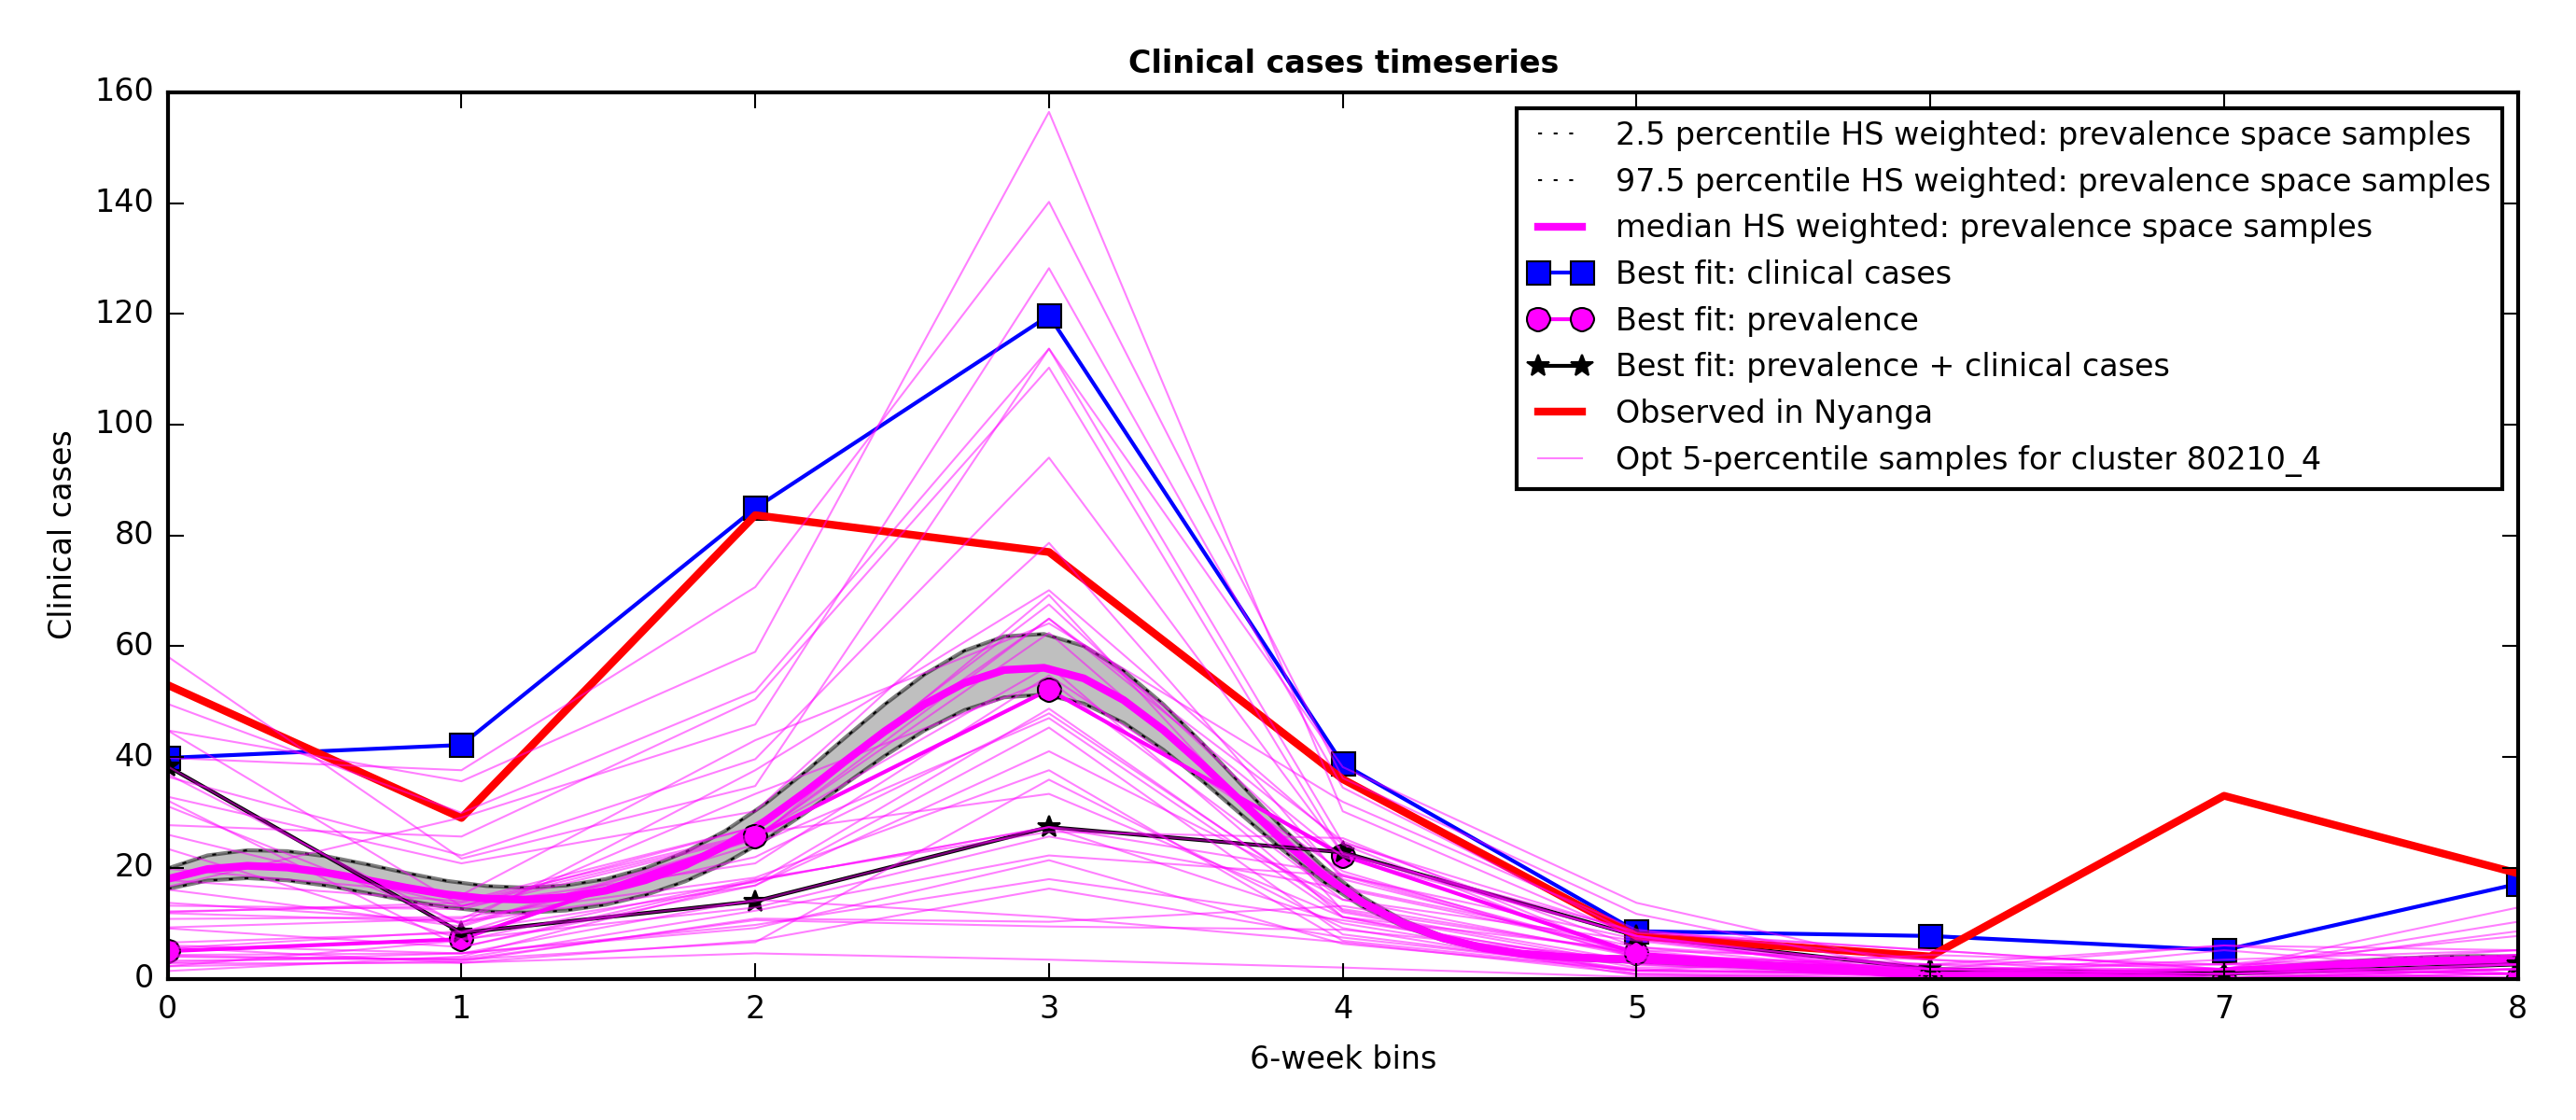 Clinical cases timeseries
160
140
120
100
80
60
40
20
0
Clinical cases
2.5 percentile HS weighted: prevalence space samples
97.5 percentile HS weighted: prevalence space samples
median HS weighted: prevalence space samples
Best fit: clinical cases
Best fit: prevalence
Best fit: prevalence + clinical cases
Observed in Nyanga
Opt 5-percentile samples for cluster 80210_4
0 1 2 3 4 5 6 7 8
6-week bins